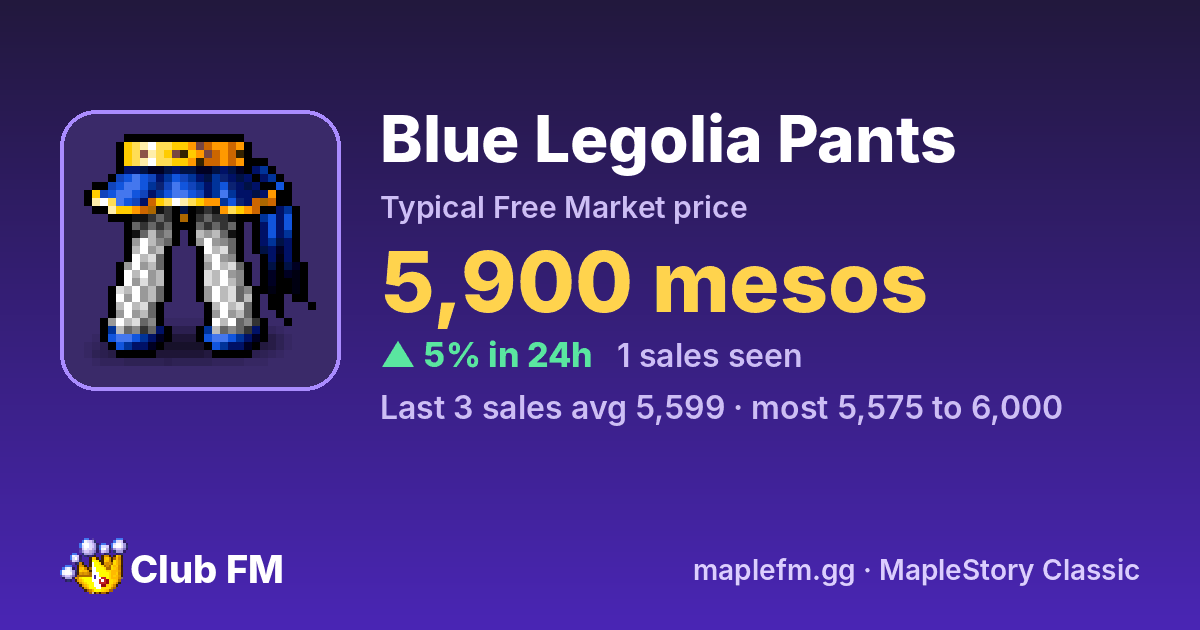 Blue Legolia Pants
Typical Free Market price
5,900 mesos
▲ 5% in 24h 1 sales seen
Last 3 sales avg 5,599 · most 5,575 to 6,000
Club FM
maplefm.gg · MapleStory Classic